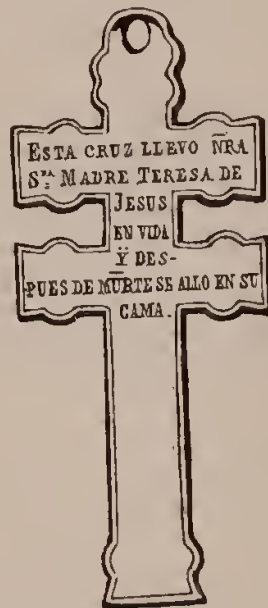 ESTA CRUZ LLEVO ÑRA
Sᵀᴬ MADRE TERESA DE
JESUS
EN VIDA
Ÿ DES-
PUES DE MŪRTE SE ALLO EN SU
CAMA.